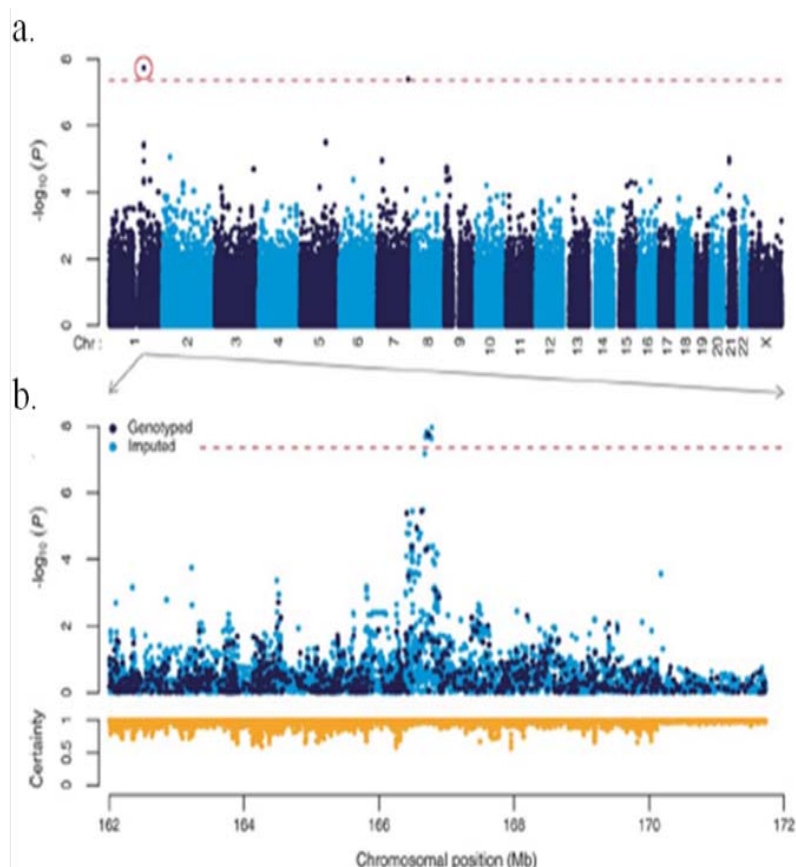 a.
8
6
4
2
0
-log₁₀(P)
Chr : 1 2 3 4 5 6 7 8 9 10 11 12 13 14 15 16 17 18 19 20 21 22 X
b.
Genotyped
Imputed
8
6
4
2
0
-log₁₀(P)
1
0.5
0
Certainty
162 164 166 168 170 172
Chromosomal position (Mb)